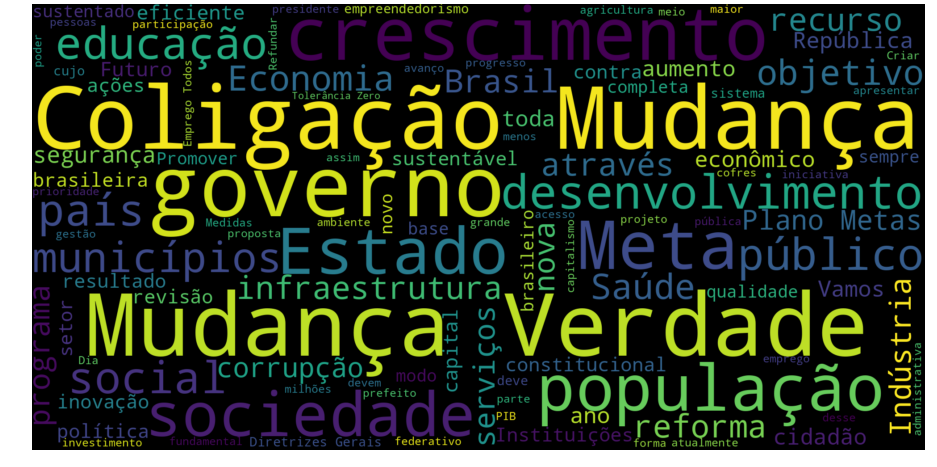 sustentado
eficiente
presidente
empreendedorismo
agricultura
meio
maior
recurso
pessoas
participação
poder
educação
Refundar
crescimento
República
Criar
cujo
Futuro
Economia
avanço
progresso
Brasil
contra
aumento
objetivo
ações
Emprego Todos
Tolerância Zero
completa
sistema
apresentar
Coligação Mudança
menos
toda
segurança
Promover
assim
sustentável
através
econômico
sempre
brasileira
cofres
iniciativa
prioridade
governo
desenvolvimento
país
novo
Medidas
ambiente
grande
brasileiro
acesso
projeto
pública
Plano Metas
gestão
proposta
base
nova
capitalismo
municípios
Estado
Meta
público
resultado
revisão
infraestrutura
Saúde
qualidade
Vamos
Indústria
programa
setor
Mudança Verdade
Dia
corrupção
capital
serviços
constitucional
emprego
administrativa
social
milhões
devem
modo
deve
população
inovação
prefeito
parte
sociedade
PIB
ano
reforma
desse
política
Instituições
cidadão
investimento
fundamental
Diretrizes Gerais
federativo
forma
atualmente